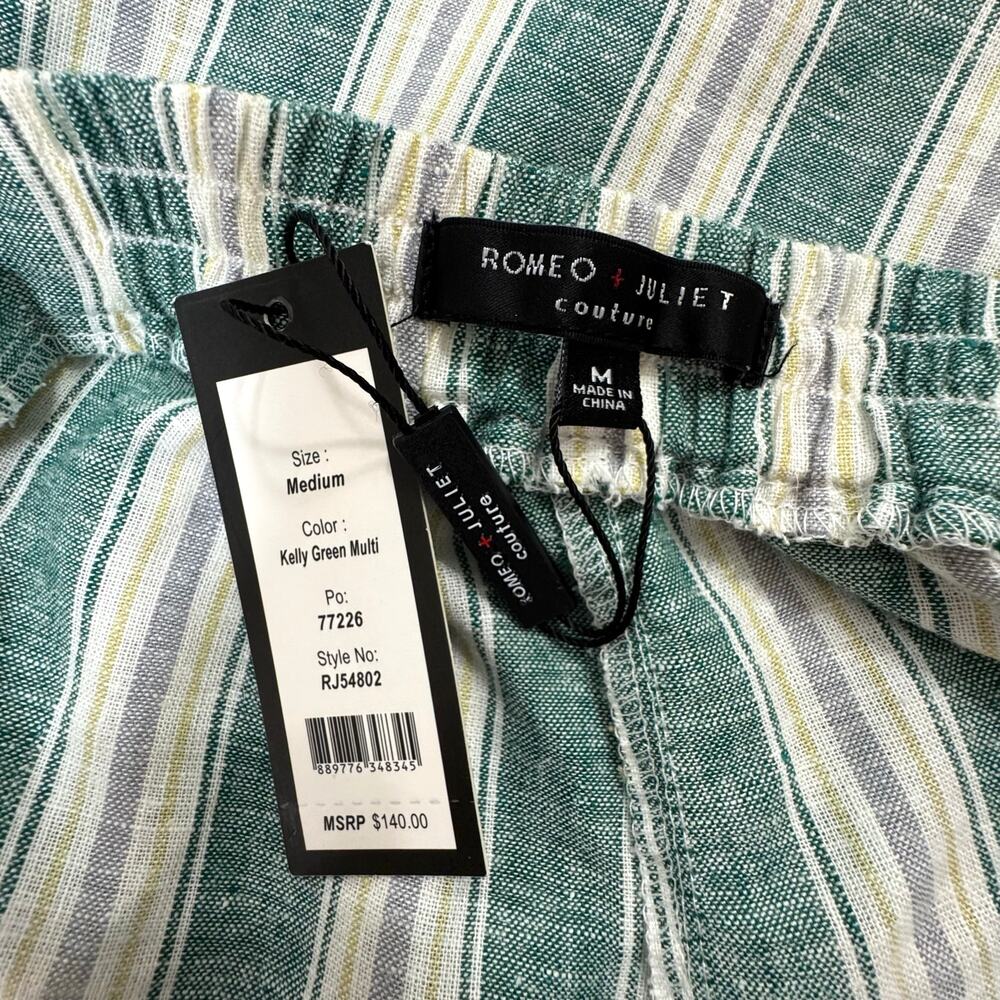 ROMEO + JULIET
couture
M
MADE IN
CHINA
ROMEO + JULIET
couture
Size :
Medium
Color :
Kelly Green Multi
Po:
77226
Style No:
RJ54802
889776 348345
MSRP $140.00